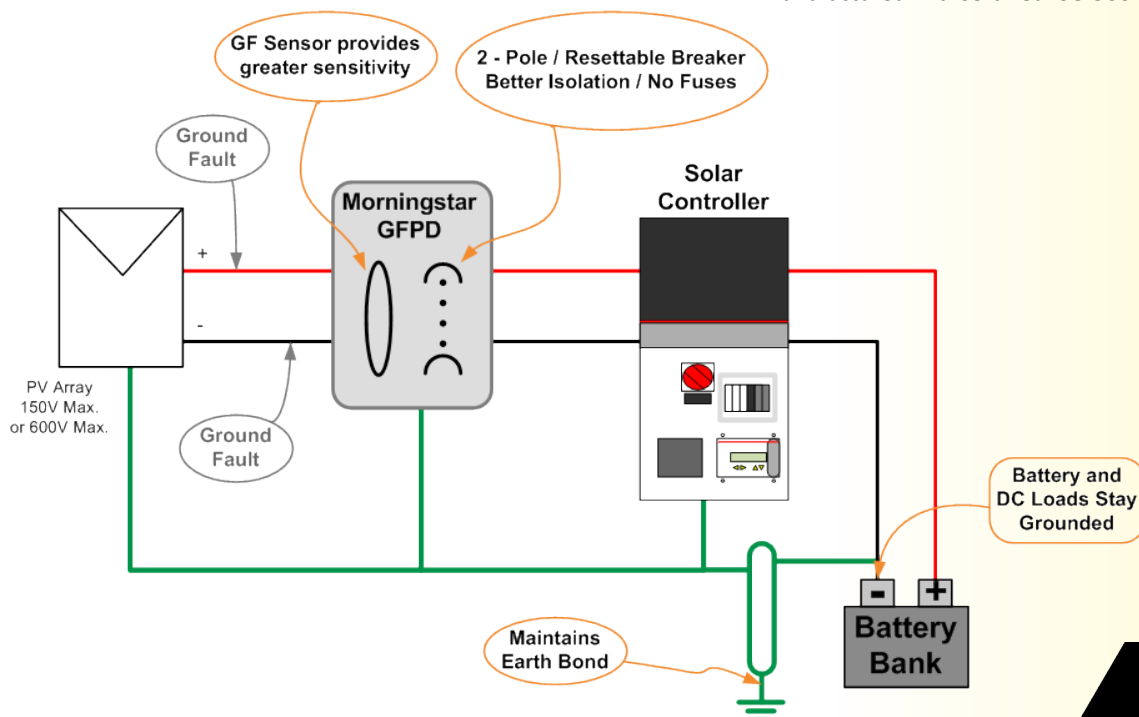 GF Sensor provides
greater sensitivity
2 - Pole / Resettable Breaker
Better Isolation / No Fuses
Ground
Fault
Morningstar
GFPD
Solar
Controller
+
-
PV Array
150V Max.
or 600V Max.
Ground
Fault
Battery and
DC Loads Stay
Grounded
- +
Battery
Bank
Maintains
Earth Bond